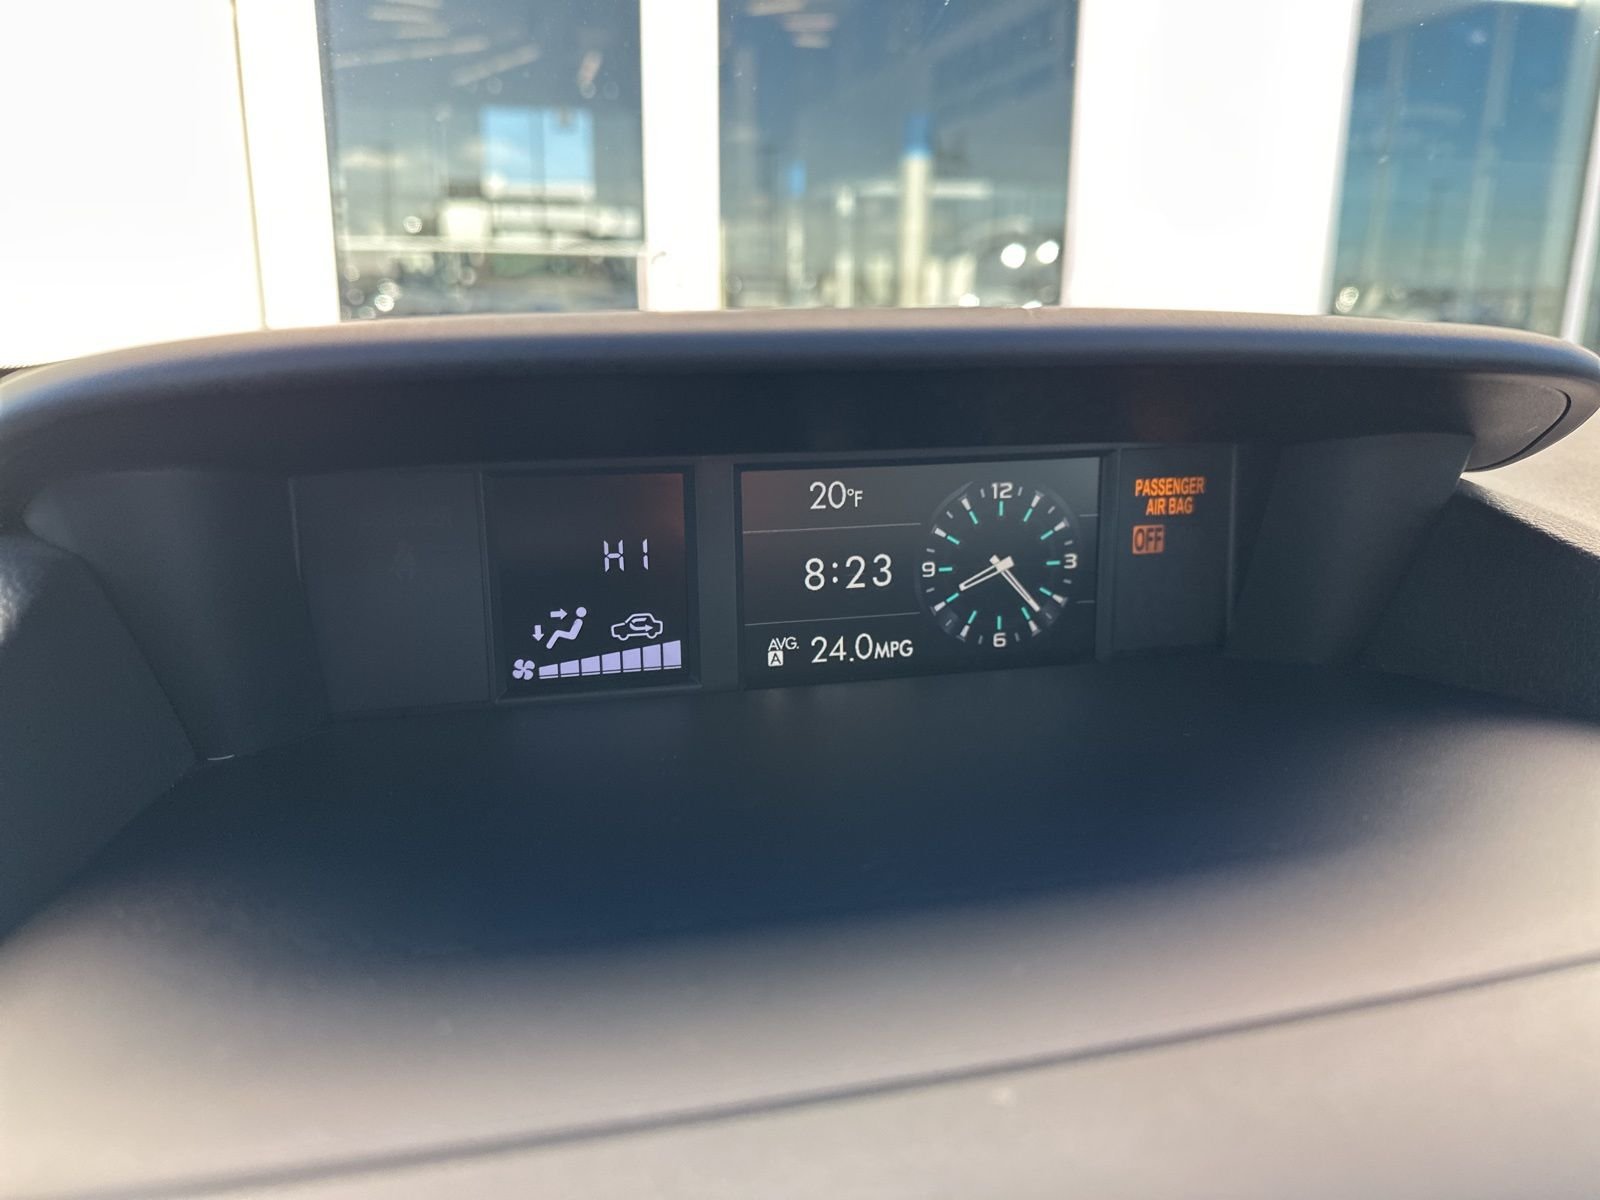 HI
20°F
8:23
AVG. A 24.0MPG
12
3
6
9
PASSENGER
AIR BAG
OFF